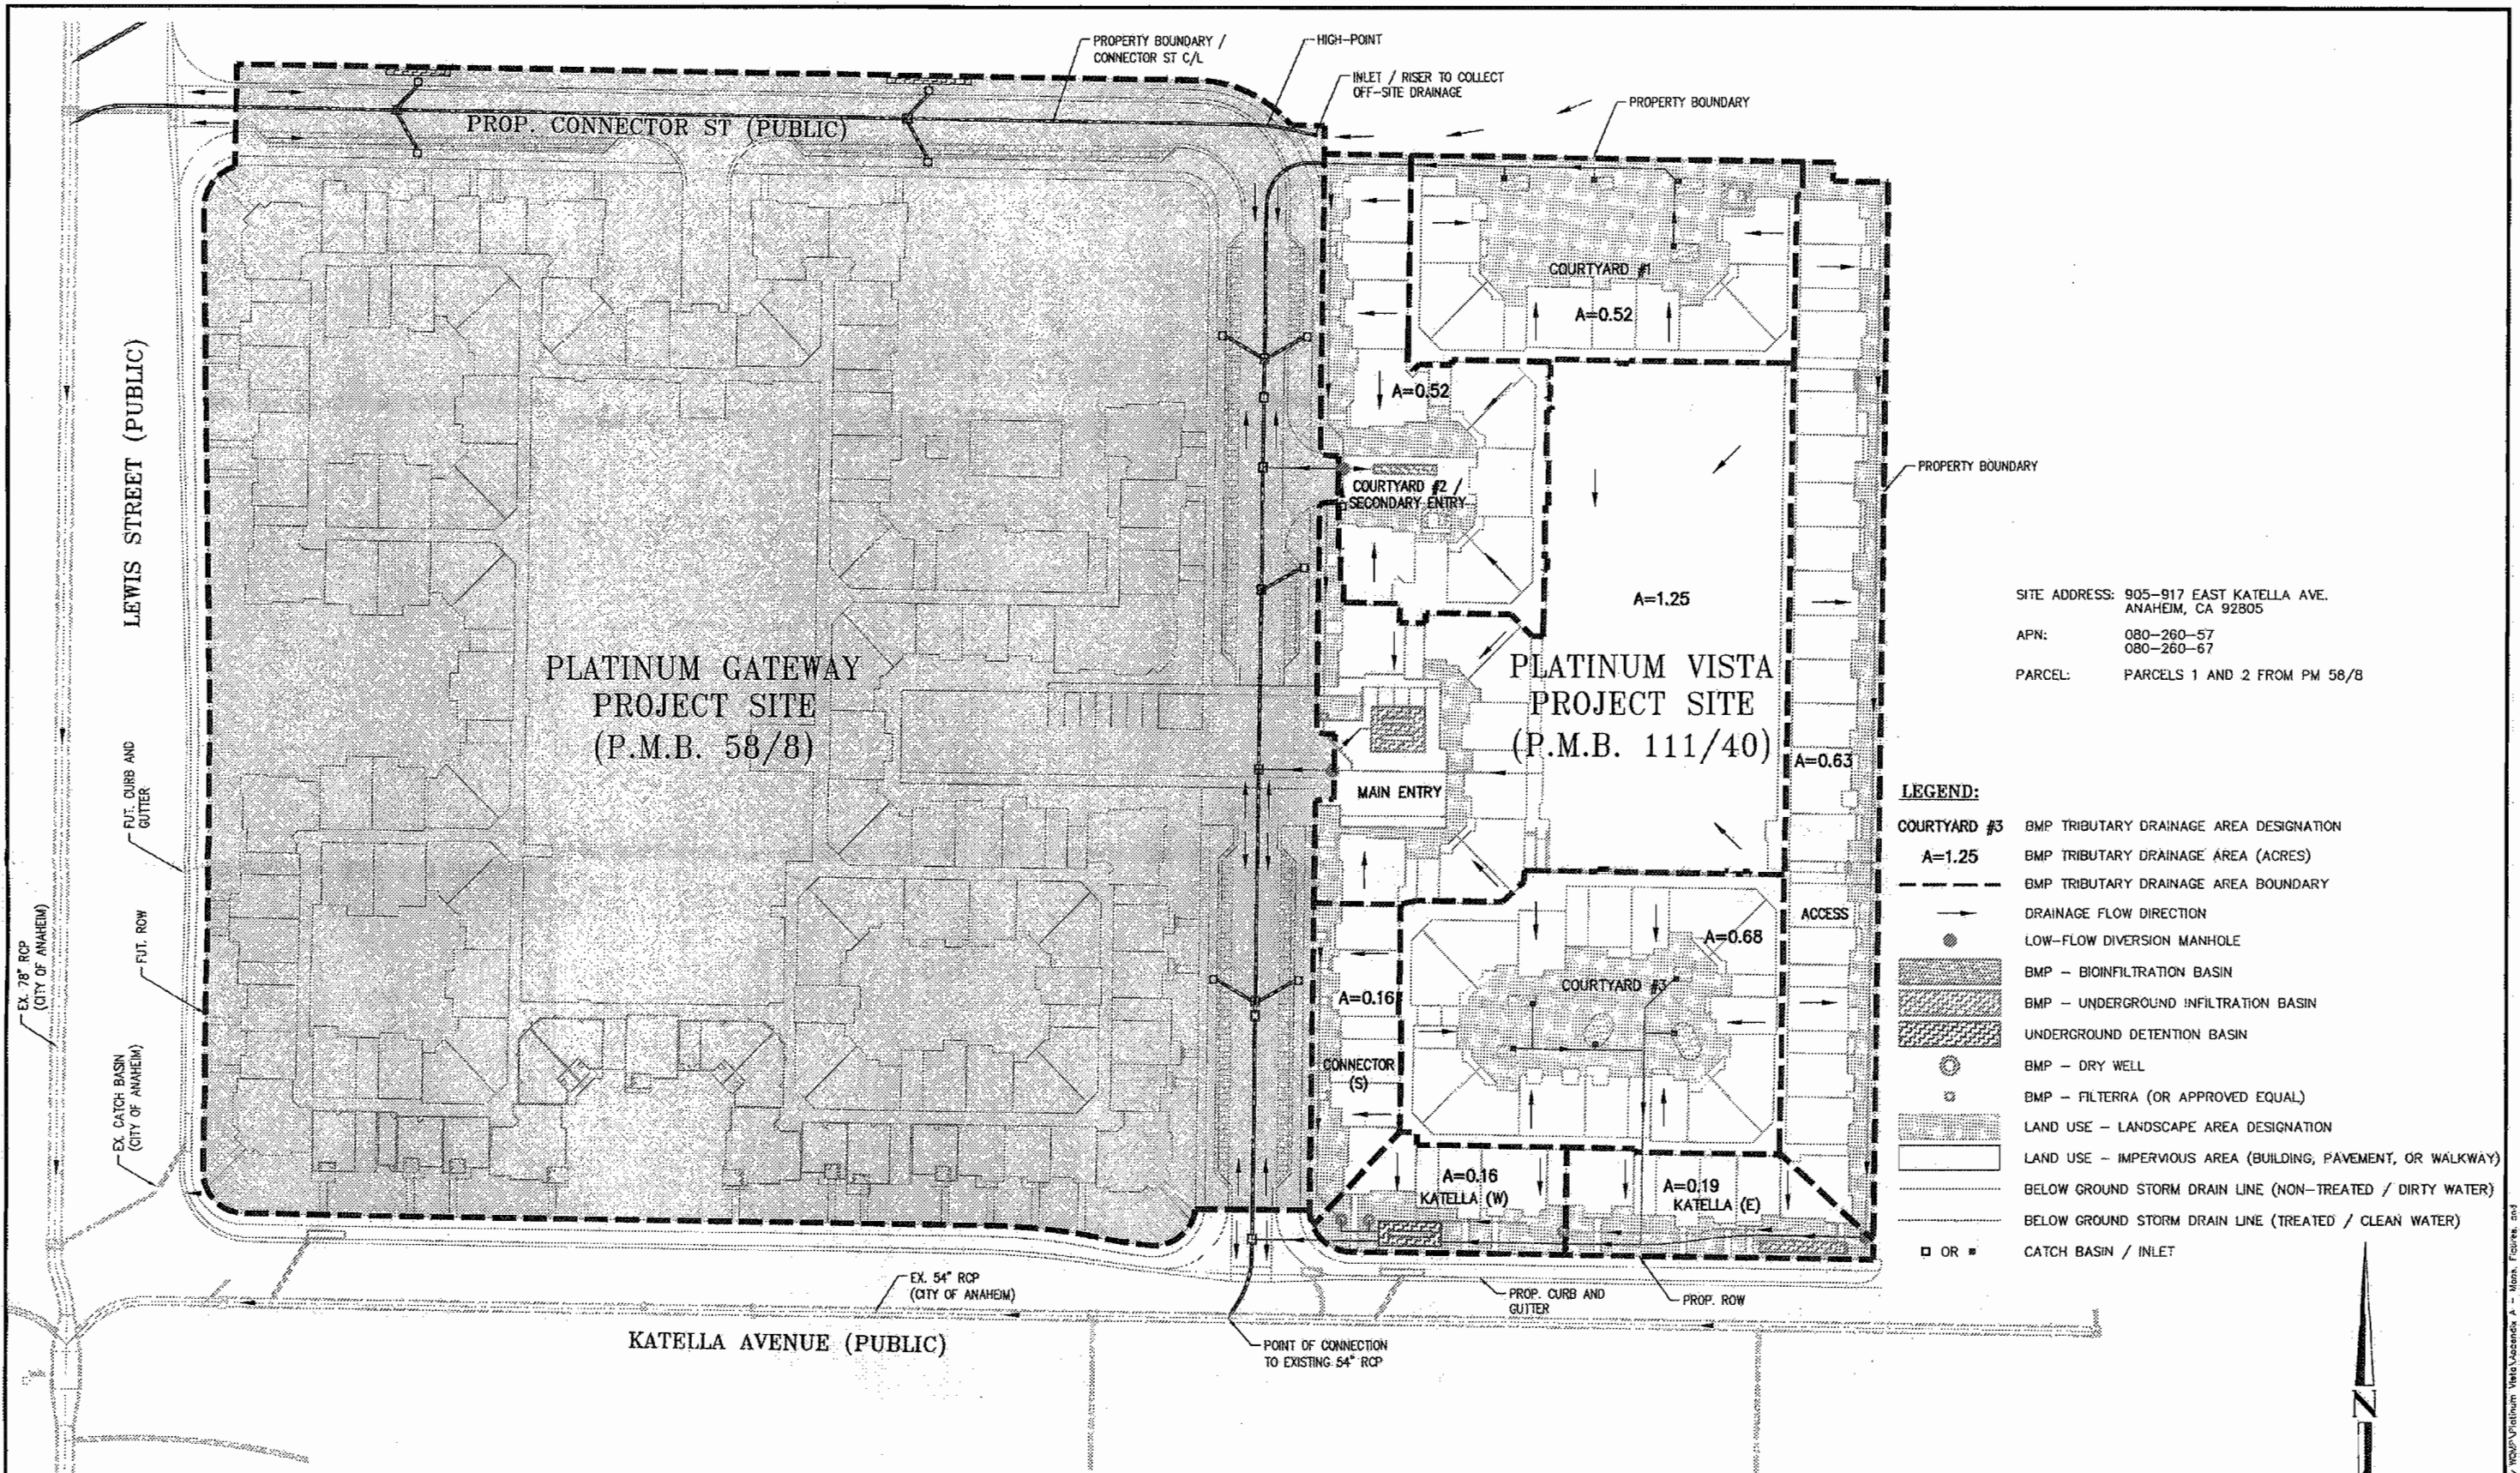 PROPERTY BOUNDARY /
CONNECTOR ST C/L
HIGH-POINT
INLET / RISER TO COLLECT
OFF-SITE DRAINAGE
PROPERTY BOUNDARY
PROP. CONNECTOR ST (PUBLIC)
COURTYARD #1
A=0.52
A=0.52
LEWIS STREET (PUBLIC)
PROPERTY BOUNDARY
COURTYARD #2 /
SECONDARY ENTRY
A=1.25
SITE ADDRESS: 905-917 EAST KATELLA AVE.
ANAHEIM, CA 92805
APN: 080-260-57
080-260-67
PARCEL: PARCELS 1 AND 2 FROM PM 58/8
PLATINUM GATEWAY
PROJECT SITE
(P.M.B. 58/8)
PLATINUM VISTA
PROJECT SITE
(P.M.B. 111/40)
A=0.63
MAIN ENTRY
FUT. CURB AND
GUTTER
LEGEND:
COURTYARD #3 BMP TRIBUTARY DRAINAGE AREA DESIGNATION
A=1.25 BMP TRIBUTARY DRAINAGE AREA (ACRES)
BMP TRIBUTARY DRAINAGE AREA BOUNDARY
DRAINAGE FLOW DIRECTION
LOW-FLOW DIVERSION MANHOLE
BMP - BIOINFILTRATION BASIN
BMP - UNDERGROUND INFILTRATION BASIN
UNDERGROUND DETENTION BASIN
BMP - DRY WELL
BMP - FILTERRA (OR APPROVED EQUAL)
LAND USE - LANDSCAPE AREA DESIGNATION
LAND USE - IMPERVIOUS AREA (BUILDING, PAVEMENT, OR WALKWAY)
BELOW GROUND STORM DRAIN LINE (NON-TREATED / DIRTY WATER)
BELOW GROUND STORM DRAIN LINE (TREATED / CLEAN WATER)
OR CATCH BASIN / INLET
ACCESS
A=0.68
COURTYARD #3
A=0.16
CONNECTOR
(S)
FUT. ROW
EX. 78" RCP
(CITY OF ANAHEIM)
EX. CATCH BASIN
(CITY OF ANAHEIM)
A=0.16
KATELLA (W)
A=0.19
KATELLA (E)
EX. 54" RCP
(CITY OF ANAHEIM)
PROP. CURB AND
GUTTER
PROP. ROW
KATELLA AVENUE (PUBLIC)
POINT OF CONNECTION
TO EXISTING 54" RCP
N